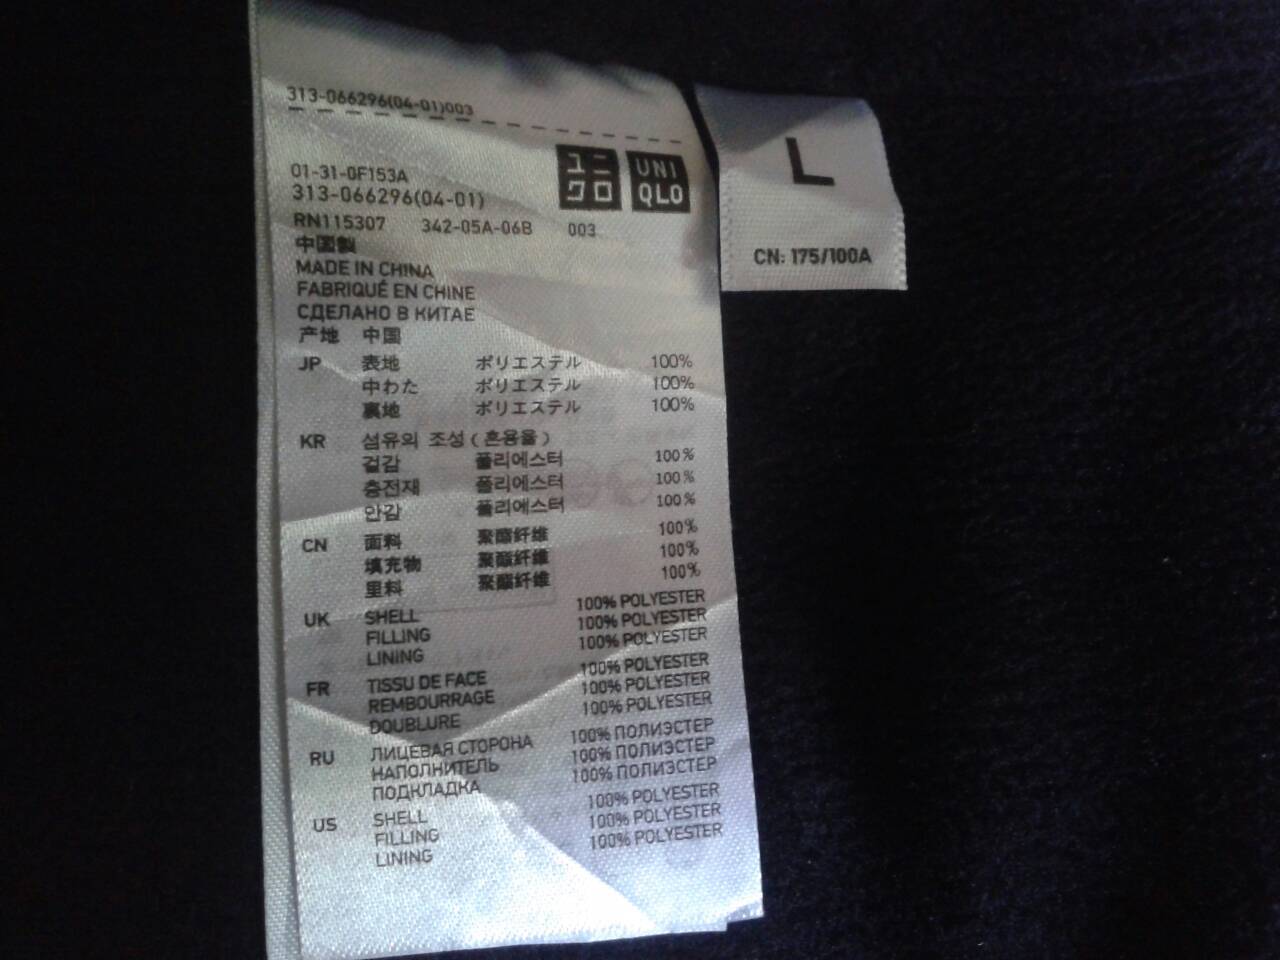 313-066296(04-01)003
ユニクロ UNIQLO
01-31-0F153A
313-066296(04-01)
RN115307 342-05A-06B 003
中国製
MADE IN CHINA
FABRIQUÉ EN CHINE
СДЕЛАНО В КИТАЕ
产地 中国
JP 表地 ポリエステル 100%
中わた ポリエステル 100%
裏地 ポリエステル 100%
KR 섬유의 조성 ( 혼용율 )
겉감 폴리에스터 100%
충전재 폴리에스터 100%
안감 폴리에스터 100%
CN 面料 聚酯纤维 100%
填充物 聚酯纤维 100%
里料 聚酯纤维 100%
UK SHELL 100% POLYESTER
FILLING 100% POLYESTER
LINING 100% POLYESTER
FR TISSU DE FACE 100% POLYESTER
REMBOURRAGE 100% POLYESTER
DOUBLURE 100% POLYESTER
RU ЛИЦЕВАЯ СТОРОНА 100% ПОЛИЭСТЕР
НАПОЛНИТЕЛЬ 100% ПОЛИЭСТЕР
ПОДКЛАДКА 100% ПОЛИЭСТЕР
US SHELL 100% POLYESTER
FILLING 100% POLYESTER
LINING 100% POLYESTER
L
CN: 175/100A